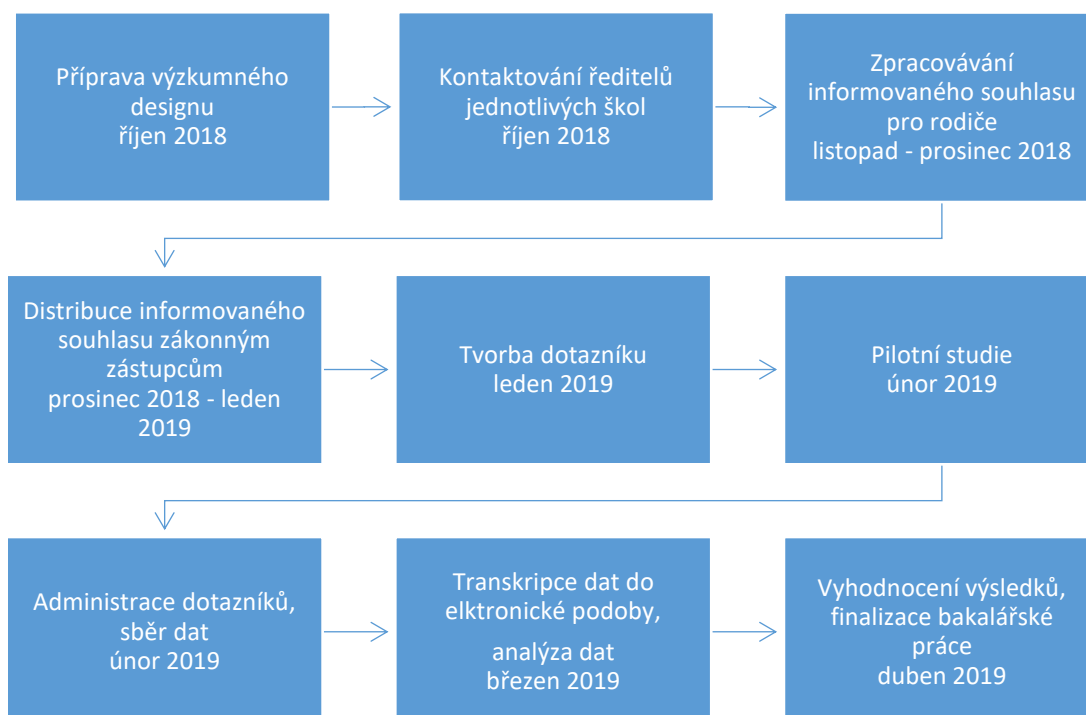 Příprava výzkumného
designu
říjen 2018
Kontaktování ředitelů
jednotlivých škol
říjen 2018
Zpracovávání
informovaného souhlasu
pro rodiče
listopad - prosinec 2018
Distribuce informovaného
souhlasu zákonným
zástupcům
prosinec 2018 - leden
2019
Tvorba dotazníku
leden 2019
Pilotní studie
únor 2019
Administrace dotazníků,
sběr dat
únor 2019
Transkripce dat do
elktronické podoby,
analýza dat
březen 2019
Vyhodnocení výsledků,
finalizace bakalářské
práce
duben 2019